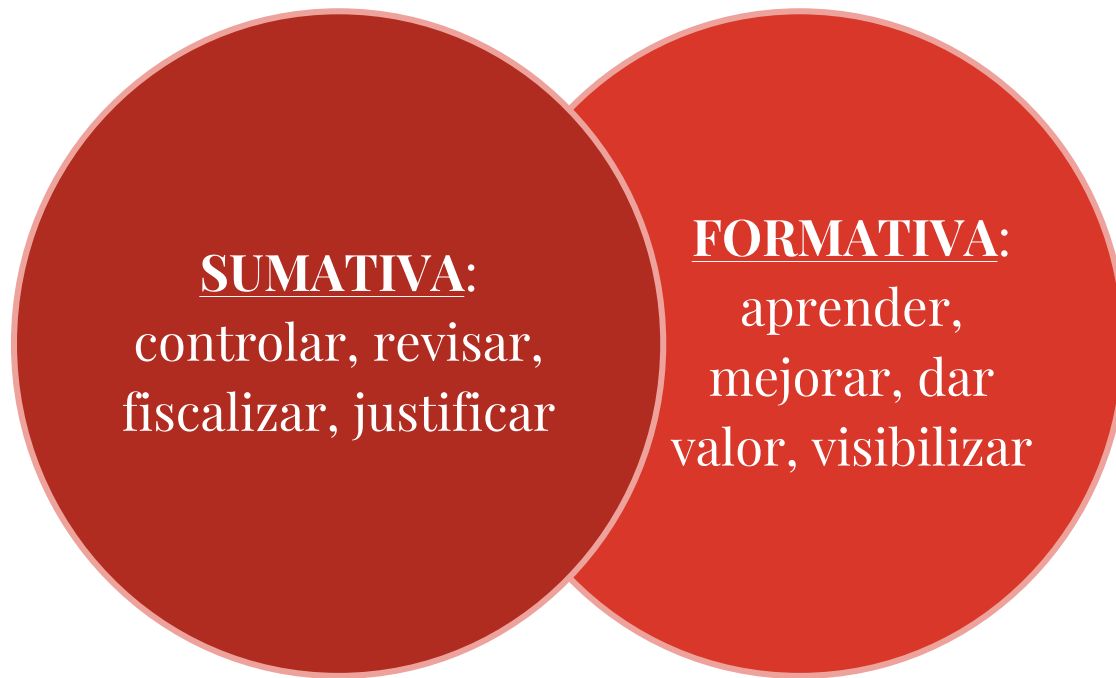 SUMATIVA:
controlar, revisar,
fiscalizar, justificar
FORMATIVA:
aprender,
mejorar, dar
valor, visibilizar